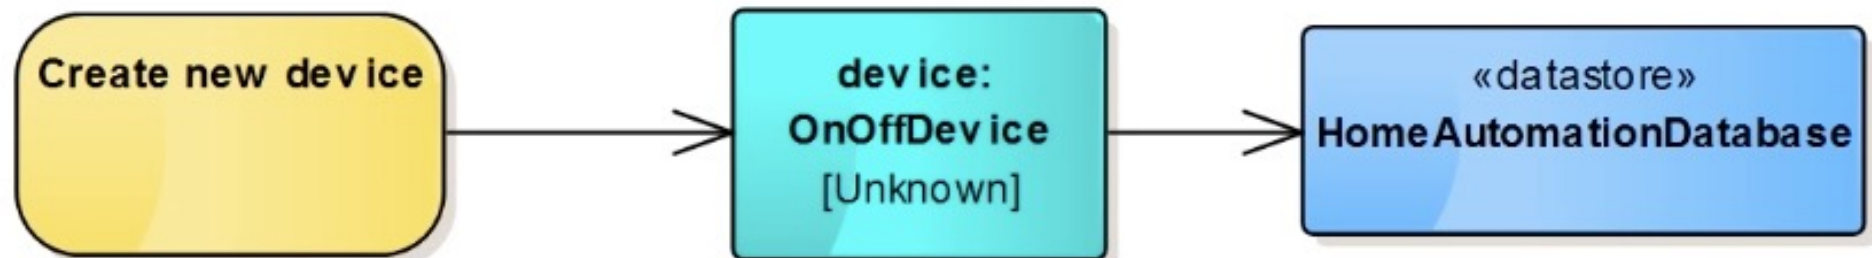 Create new device
device:
OnOffDevice
[Unknown]
«datastore»
HomeAutomationDatabase